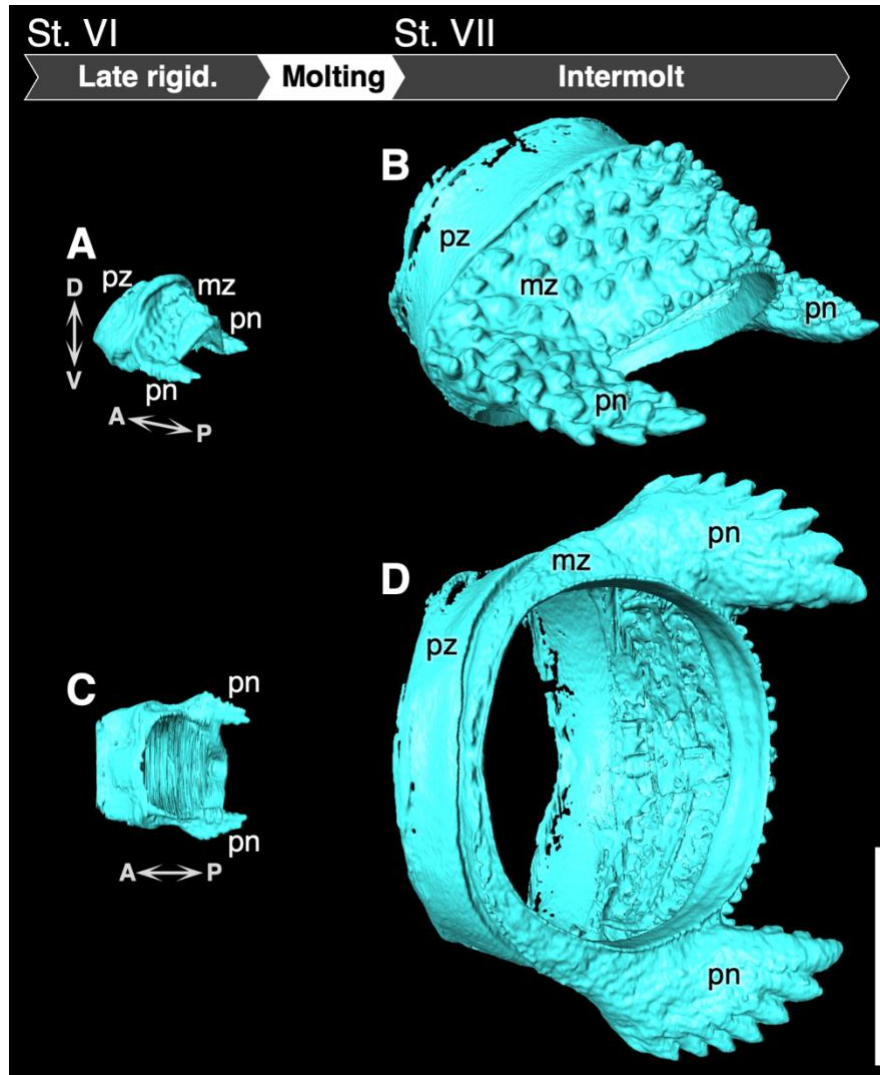 St. VI St. VII
Late rigid. Molting Intermolt
B
pz
A
pz
D
mz
mz
pn
pn
V
pn
pn
A P
pn
mz
D
pz
C
pn
pn
A P
pn